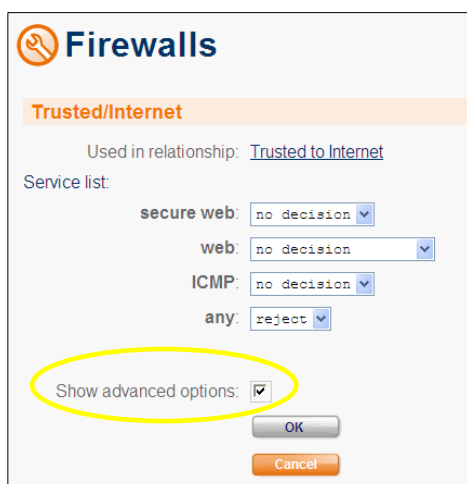 Firewalls
Trusted/Internet
Used in relationship: Trusted to Internet
Service list:
secure web: no decision
web: no decision
ICMP: no decision
any: reject
Show advanced options:
OK
Cancel